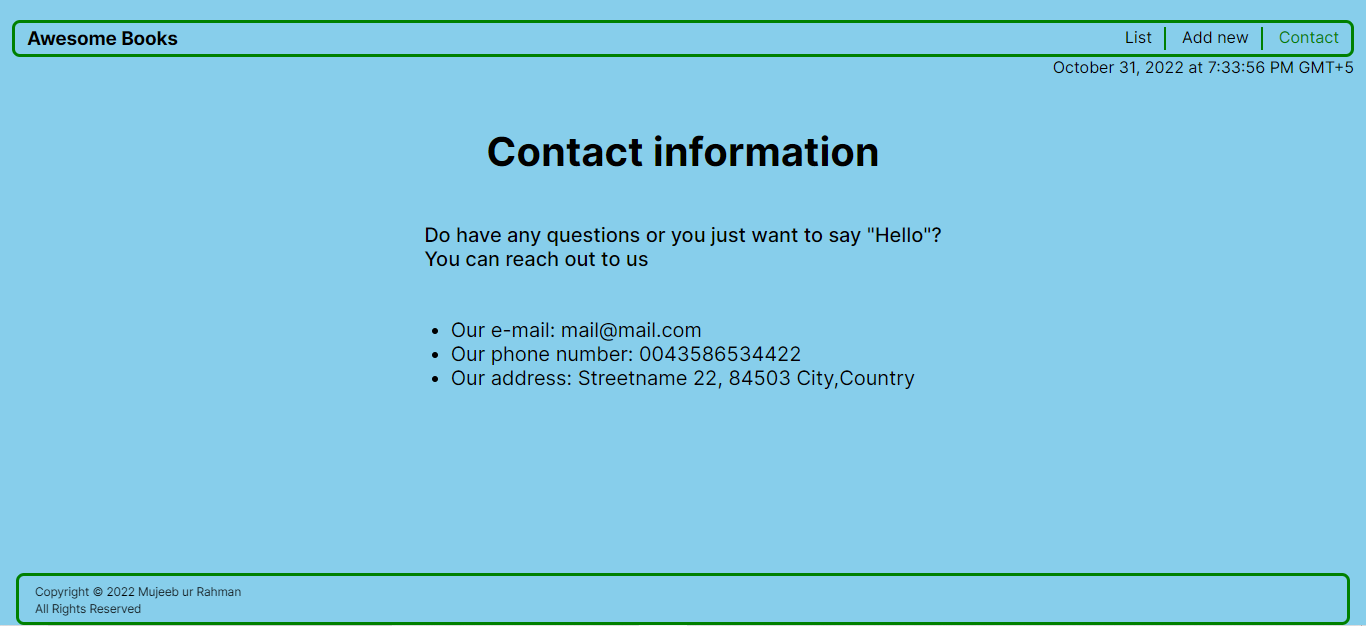 Awesome Books
List
Add new
Contact
October 31, 2022 at 7:33:56 PM GMT+5
Contact information
Do have any questions or you just want to say "Hello"?
You can reach out to us
• Our e-mail: mail@mail.com
• Our phone number: 0043586534422
• Our address: Streetname 22, 84503 City,Country
Copyright © 2022 Mujeeb ur Rahman
All Rights Reserved